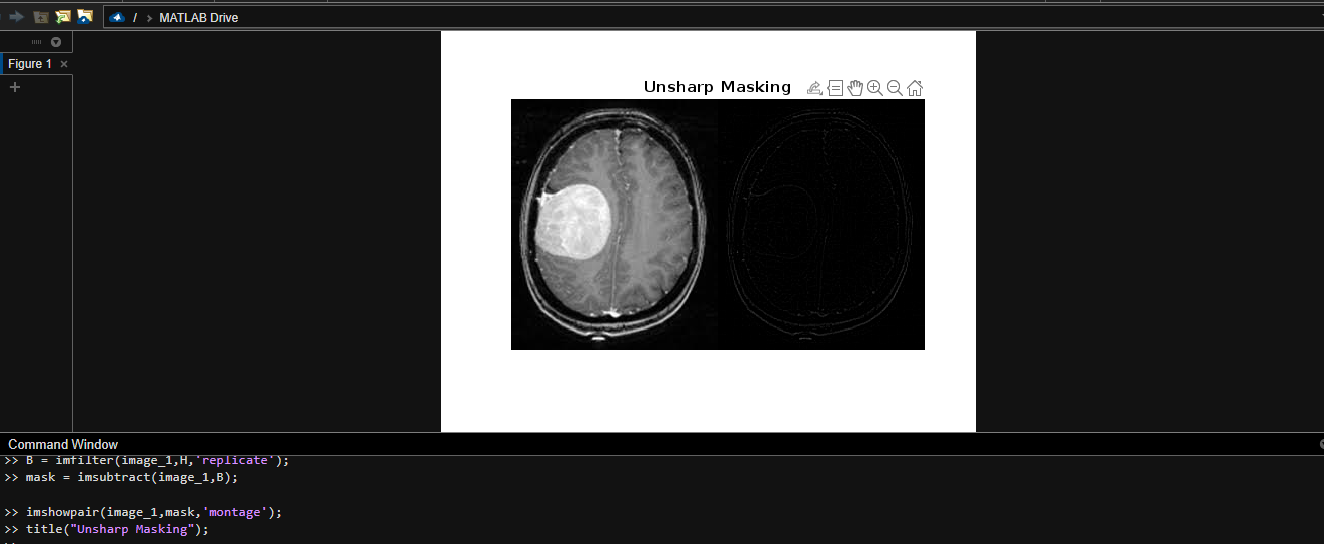 / > MATLAB Drive
Figure 1 ×
+
Unsharp Masking
Command Window
>> B = imfilter(image_1,H,'replicate');
>> mask = imsubtract(image_1,B);
>> imshowpair(image_1,mask,'montage');
>> title("Unsharp Masking");